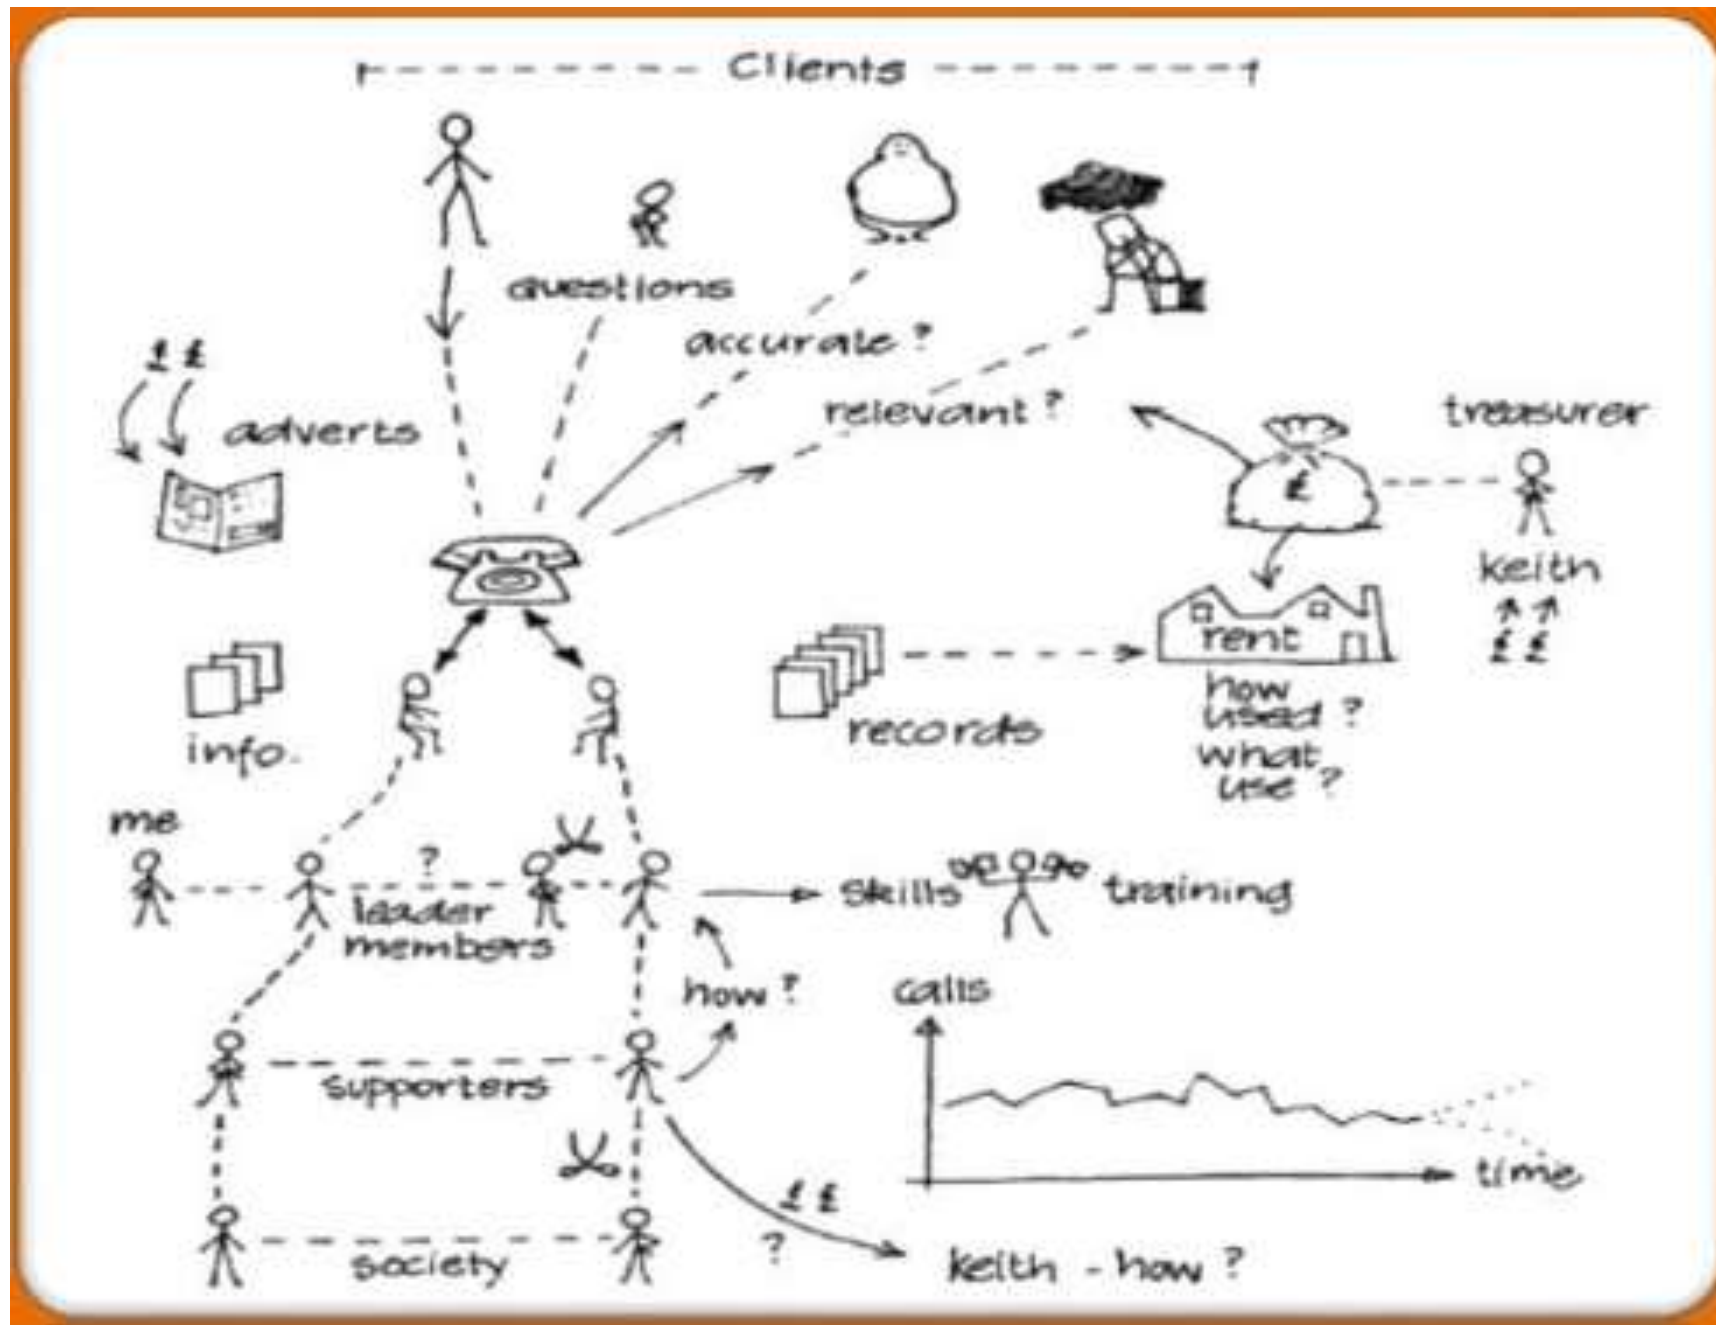 Clients
questions
accurate?
££
relevant?
treasurer
adverts
£
keith
££
rent
how
used?
records
info.
what
use?
me
?
leader
members
skills
training
how?
calls
supporters
time
££
?
society
keith - how?